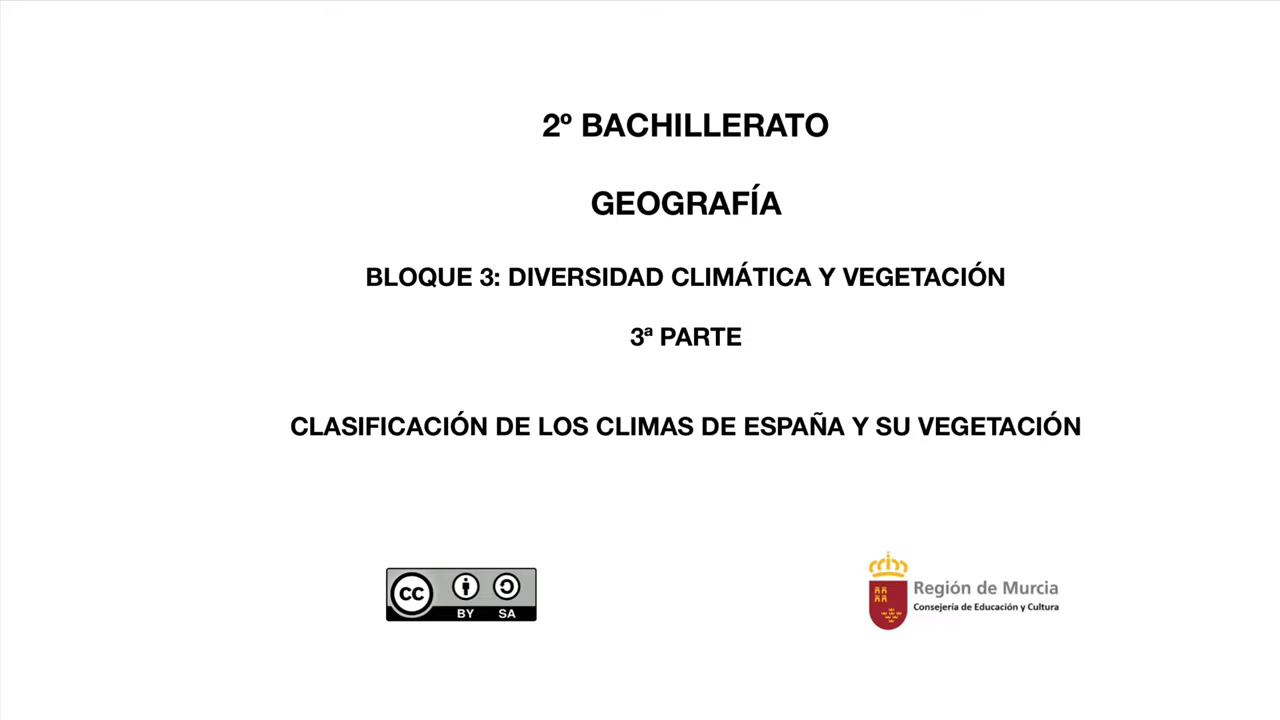 2º BACHILLERATO
GEOGRAFÍA
BLOQUE 3: DIVERSIDAD CLIMÁTICA Y VEGETACIÓN
3ª PARTE
CLASIFICACIÓN DE LOS CLIMAS DE ESPAÑA Y SU VEGETACIÓN
cc
BY SA
Región de Murcia
Consejería de Educación y Cultura